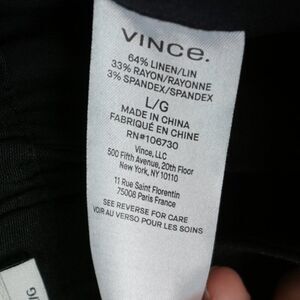 VINCE.
64% LINEN/LIN
33% RAYON/RAYONNE
3% SPANDEX/SPANDEX
L/G
MADE IN CHINA
FABRIQUÉ EN CHINE
RN#106730
Vince, LLC
500 Fifth Avenue, 20th Floor
New York, NY 10110
11 Rue Saint Florentin
75008 Paris France
SEE REVERSE FOR CARE
VOIR AU VERSO POUR LES SOINS